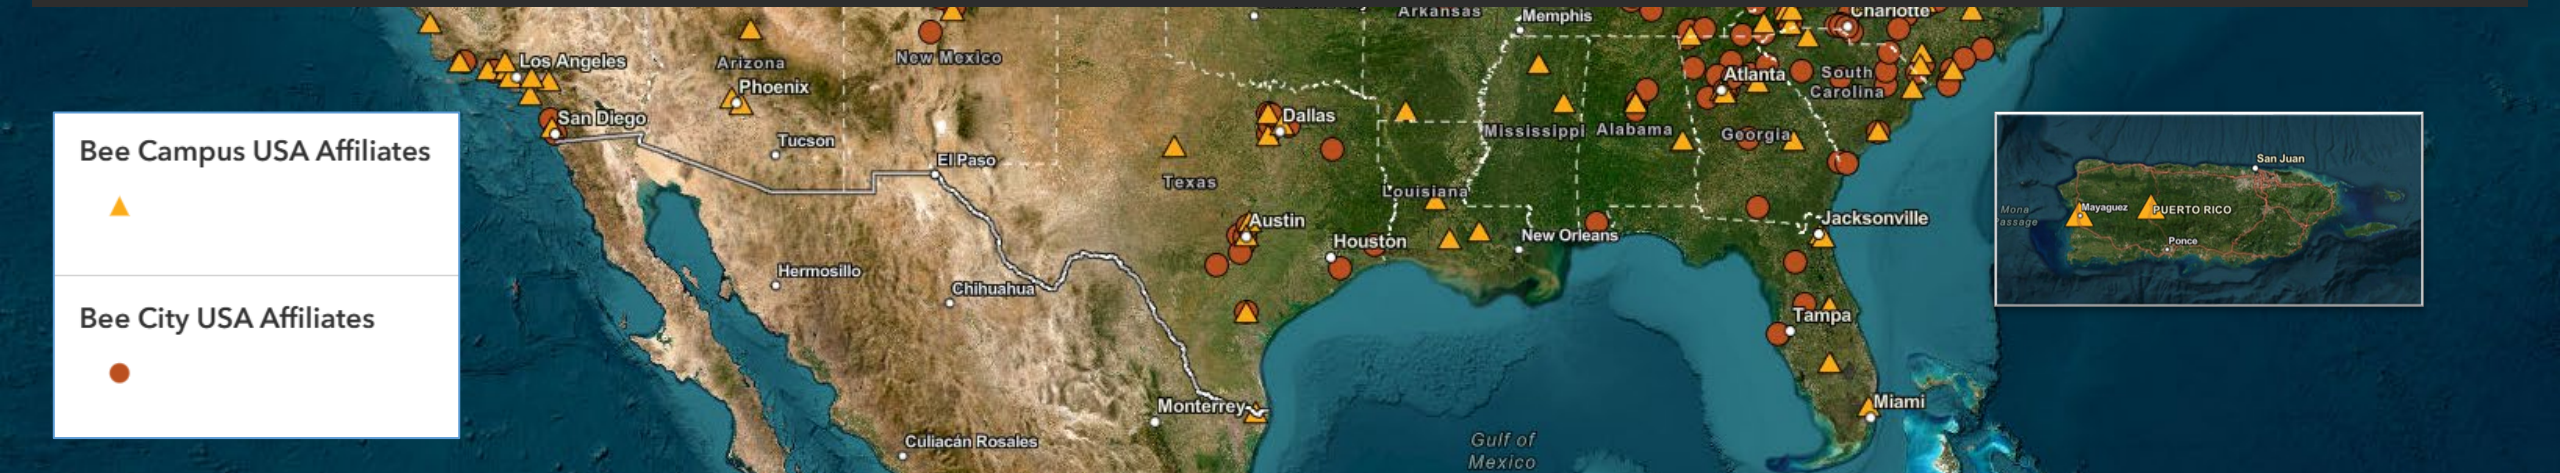 Bee Campus USA Affiliates
Bee City USA Affiliates
Arkansas
Memphis
Charlotte
Los Angeles
Arizona
New Mexico
Phoenix
Atlanta
South
Carolina
San Diego
Dallas
Tucson
Mississippi
Alabama
Georgia
El Paso
Texas
Louisiana
Austin
Houston
New Orleans
Jacksonville
Hermosillo
Chihuahua
Tampa
Monterrey
Miami
Culiacán Rosales
Gulf of
Mexico
San Juan
Mona
assage
Mayaguez
PUERTO RICO
Ponce